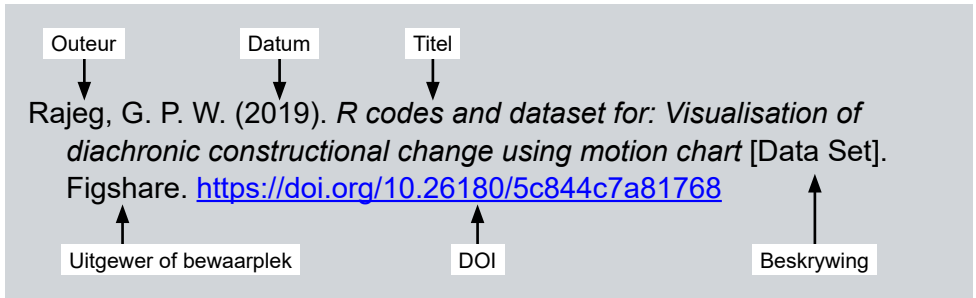 Outeur Datum Titel
Rajeg, G. P. W. (2019). R codes and dataset for: Visualisation of
diachronic constructional change using motion chart [Data Set].
Figshare. https://doi.org/10.26180/5c844c7a81768
Uitgewer of bewaarplek DOI Beskrywing